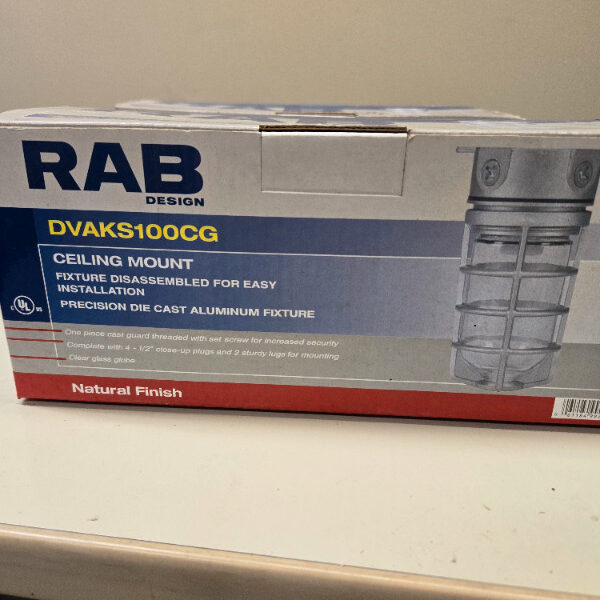 RAB
DESIGN
DVAKS100CG
CEILING MOUNT
FIXTURE DISASSEMBLED FOR EASY
INSTALLATION
PRECISION DIE CAST ALUMINUM FIXTURE
C UL US
One piece cast guard threaded with set screw for increased security
Complete with 4 - 1/2" close-up plugs and 2 sturdy lugs for mounting
Clear glass globe
Natural Finish